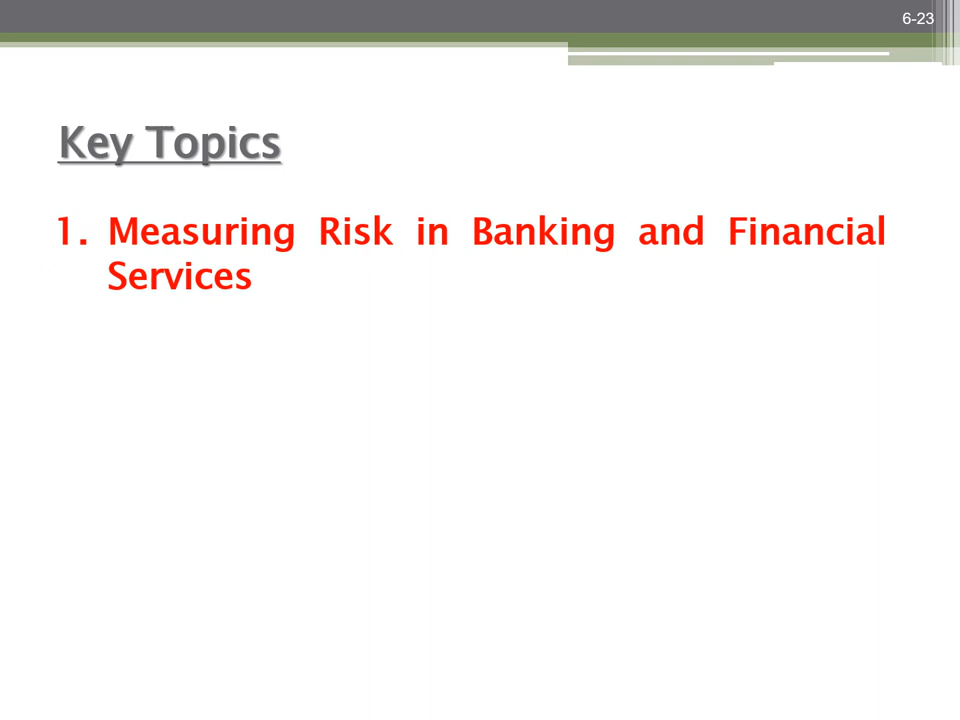 6-23
Key Topics
1. Measuring Risk in Banking and Financial
Services